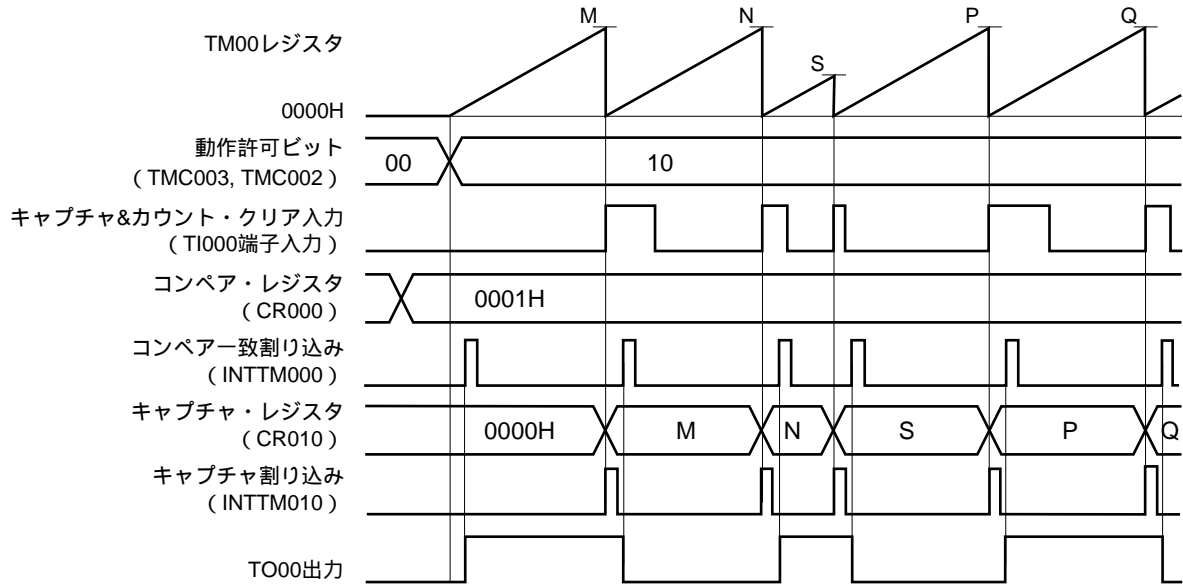 M N P Q
TM00レジスタ
S
0000H
動作許可ビット
（TMC003, TMC002）
00 10
キャプチャ&カウント・クリア入力
（TI000端子入力）
コンペア・レジスタ
（CR000）
0001H
コンペア一致割り込み
（INTTM000）
キャプチャ・レジスタ
（CR010）
0000H M N S P Q
キャプチャ割り込み
（INTTM010）
TO00出力